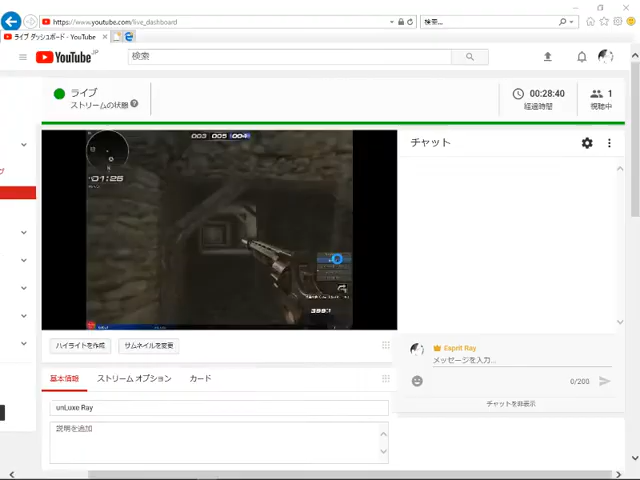 https://www.youtube.com/live_dashboard
検索...
ライブ ダッシュボード - YouTube
YouTube JP
検索
ライブ
ストリームの状態
00:28:40
経過時間
1
視聴中
003 005 004
01:26
チャット
ハイライトを作成
サムネイルを変更
Esprit Ray
メッセージを入力...
0/200
チャットを非表示
基本情報
ストリーム オプション
カード
unLuxe Ray
説明を追加